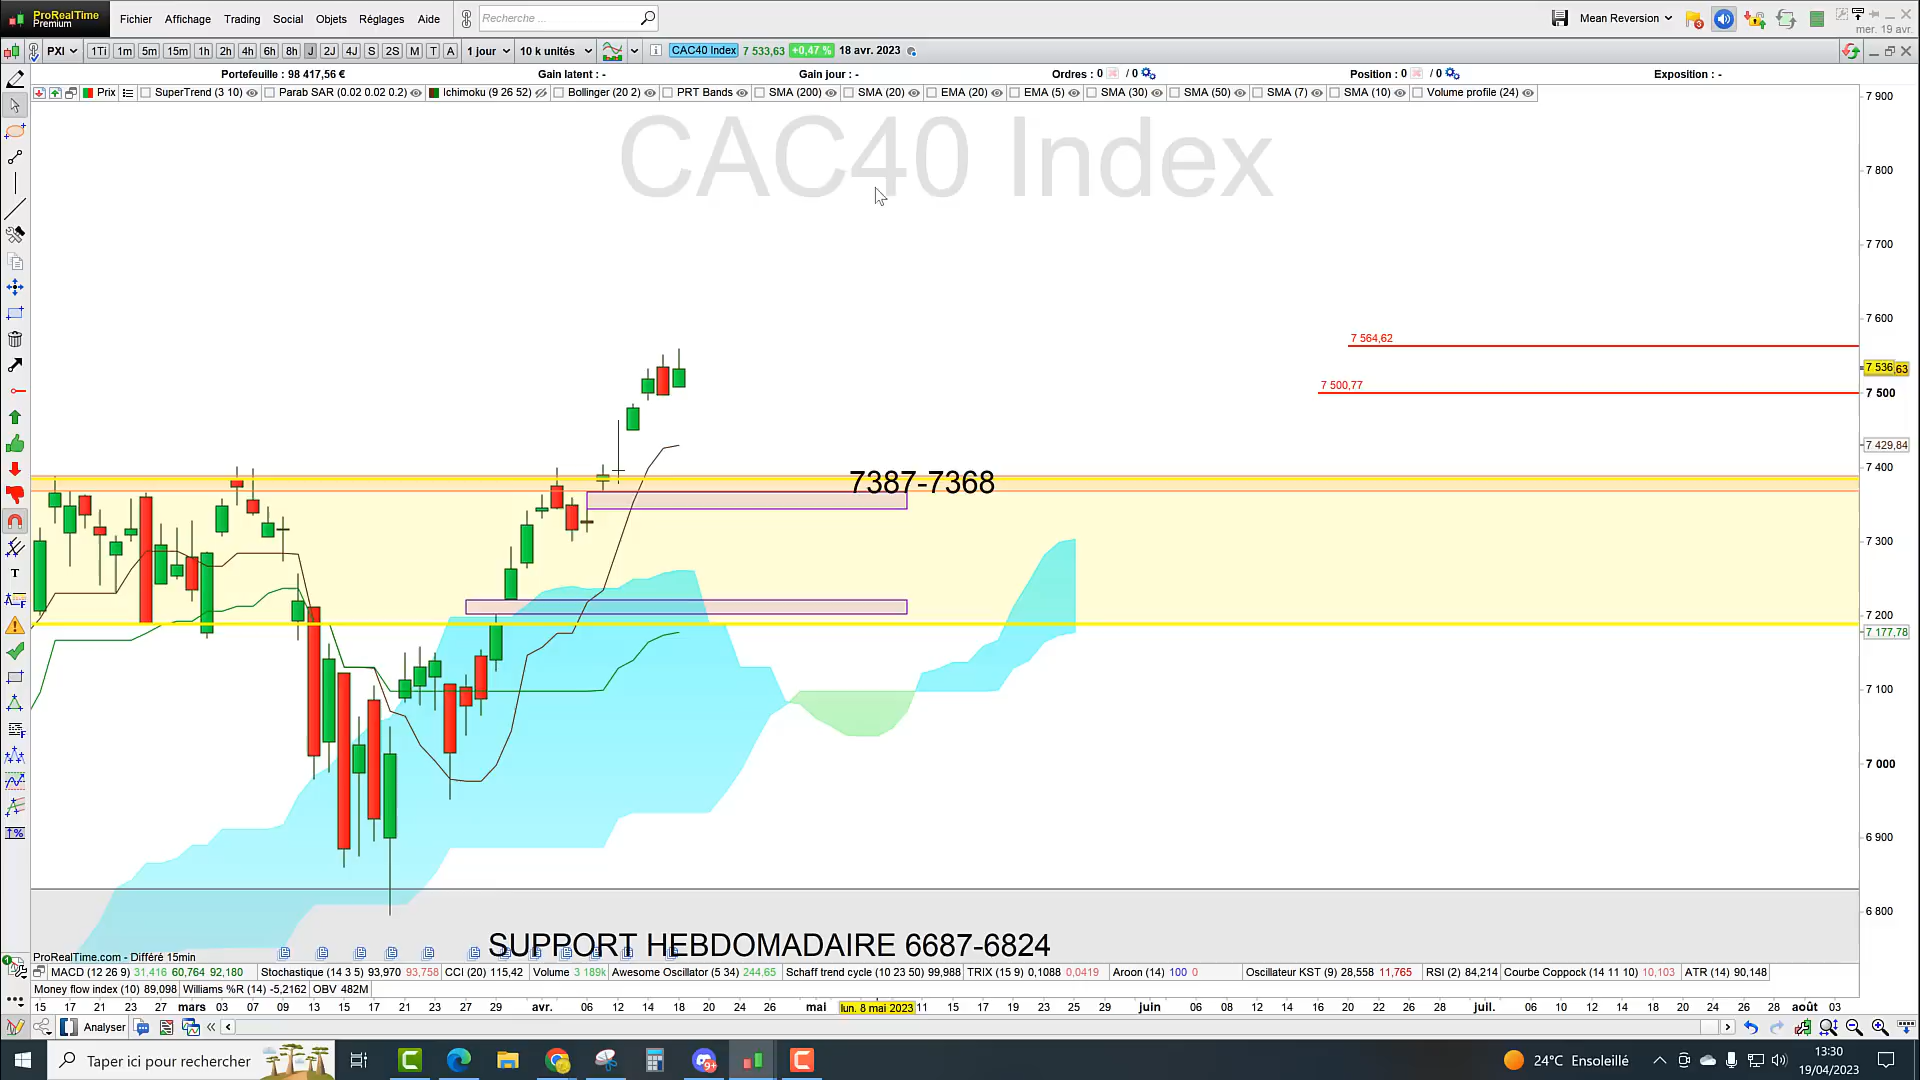 ProRealTime
Premium
Fichier Affichage Trading Social Objets Réglages Aide
Recherche ...
Mean Reversion
mer. 19 avr.
PXI 1Ti 1m 5m 15m 1h 2h 4h 6h 8h J 2J 4J S 2S M T A 1 jour 10 k unités CAC40 Index 7 533,63 +0,47 % 18 avr. 2023
Portefeuille : 98 417,56 € Gain latent : - Gain jour : - Ordres : 0 / 0 Position : 0 / 0 Exposition : -
Prix SuperTrend (3 10) Parab SAR (0.02 0.02 0.2) Ichimoku (9 26 52) Bollinger (20 2) PRT Bands SMA (200) SMA (20) EMA (20) EMA (5) SMA (30) SMA (50) SMA (7) SMA (10) Volume profile (24)
CAC40 Index
7 900
7 800
7 700
7 600
7 564,62
7 536,63
7 500,77
7 500
7 429,84
7 400
7387-7368
7 300
7 200
7 177,78
7 100
7 000
6 900
6 800
SUPPORT HEBDOMADAIRE 6687-6824
ProRealTime.com - Différé 15min
MACD (12 26 9) 31,416 60,764 92,180 Stochastique (14 3 5) 93,970 93,758 CCI (20) 115,42 Volume 3 189k Awesome Oscillator (5 34) 244,65 Schaff trend cycle (10 23 50) 99,988 TRIX (15 9) 0,1088 0,0419 Aroon (14) 100 0 Oscillateur KST (9) 28,558 11,765 RSI (2) 84,214 Courbe Coppock (14 11 10) 10,103 ATR (14) 90,148
Money flow index (10) 89,098 Williams %R (14) -5,2162 OBV 482M
15 17 21 23 27 mars 03 07 09 13 15 17 21 23 27 29 avr. 06 12 14 18 20 24 26 mai lun. 8 mai 2023 11 15 17 19 23 25 29 juin 06 08 12 14 16 20 22 26 28 juil. 06 10 12 14 18 20 24 26 28 août 03
Analyser
Taper ici pour rechercher
24°C Ensoleillé
13:30
19/04/2023